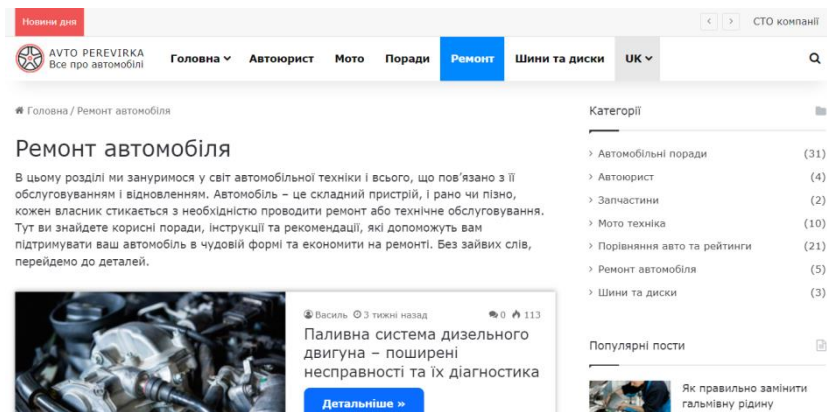 Новини дня
СТО компанії
AVTO PEREVIRKA
Все про автомобілі
Головна Автоюрист Мото Поради Ремонт Шини та диски UK
Головна / Ремонт автомобіля
Ремонт автомобіля
В цьому розділі ми зануримося у світ автомобільної техніки і всього, що пов’язано з її
обслуговуванням і відновленням. Автомобіль – це складний пристрій, і рано чи пізно,
кожен власник стикається з необхідністю проводити ремонт або технічне обслуговування.
Тут ви знайдете корисні поради, інструкції та рекомендації, які допоможуть вам
підтримувати ваш автомобіль в чудовій формі та економити на ремонті. Без зайвих слів,
перейдемо до деталей.
Василь 3 тижні назад 0 113
Паливна система дизельного
двигуна – поширені
несправності та їх діагностика
Детальніше »
Категорії
Автомобільні поради (31)
Автоюрист (4)
Запчастини (2)
Мото техніка (10)
Порівняння авто та рейтинги (21)
Ремонт автомобіля (5)
Шини та диски (3)
Популярні пости
Як правильно замінити
гальмівну рідину